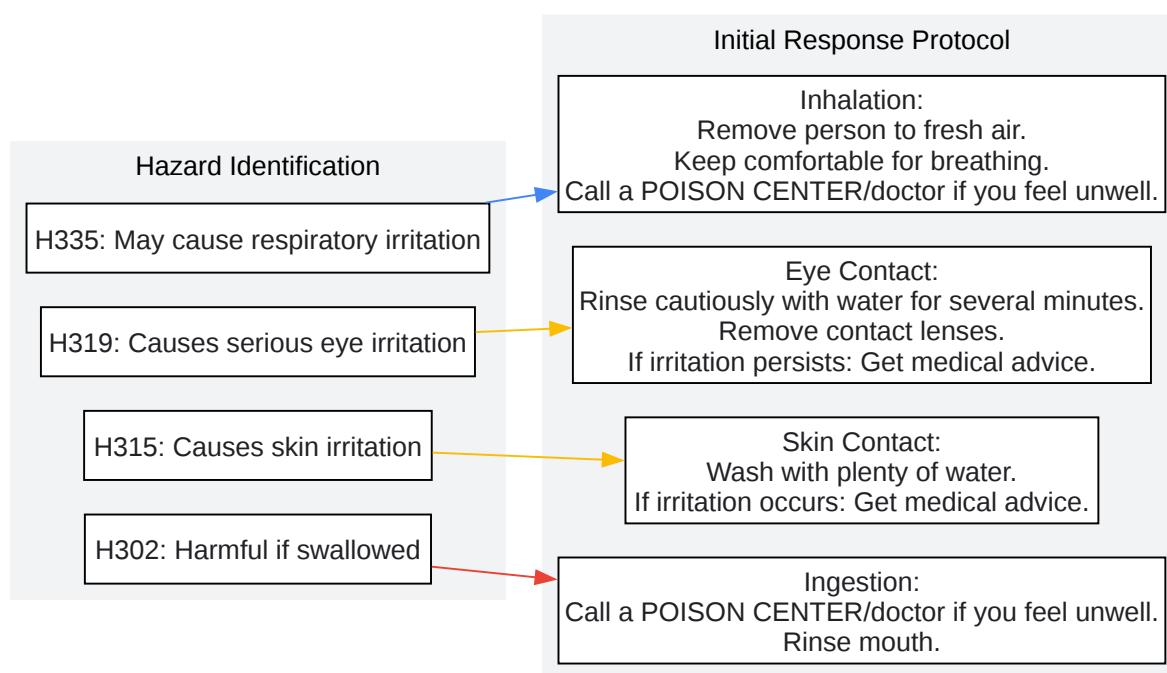 Hazard Identification
H335: May cause respiratory irritation
H319: Causes serious eye irritation
H315: Causes skin irritation
H302: Harmful if swallowed
Initial Response Protocol
Inhalation:
Remove person to fresh air.
Keep comfortable for breathing.
Call a POISON CENTER/doctor if you feel unwell.
Eye Contact:
Rinse cautiously with water for several minutes.
Remove contact lenses.
If irritation persists: Get medical advice.
Skin Contact:
Wash with plenty of water.
If irritation occurs: Get medical advice.
Ingestion:
Call a POISON CENTER/doctor if you feel unwell.
Rinse mouth.